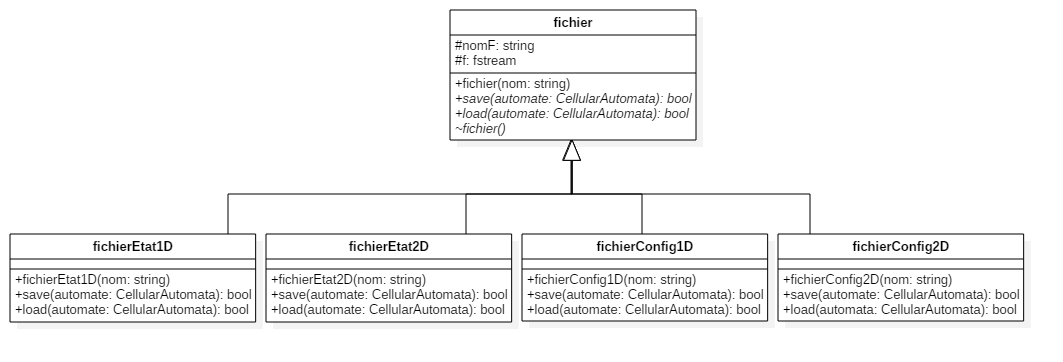 fichier
#nomF: string
#f: fstream
+fichier(nom: string)
+save(automate: CellularAutomata): bool
+load(automate: CellularAutomata): bool
~fichier()
fichierEtat1D
+fichierEtat1D(nom: string)
+save(automate: CellularAutomata): bool
+load(automate: CellularAutomata): bool
fichierEtat2D
+fichierEtat2D(nom: string)
+save(automate: CellularAutomata): bool
+load(automate: CellularAutomata): bool
fichierConfig1D
+fichierConfig1D(nom: string)
+save(automate: CellularAutomata): bool
+load(automate: CellularAutomata): bool
fichierConfig2D
+fichierConfig2D(nom: string)
+save(automate: CellularAutomata): bool
+load(automata: CellularAutomata): bool